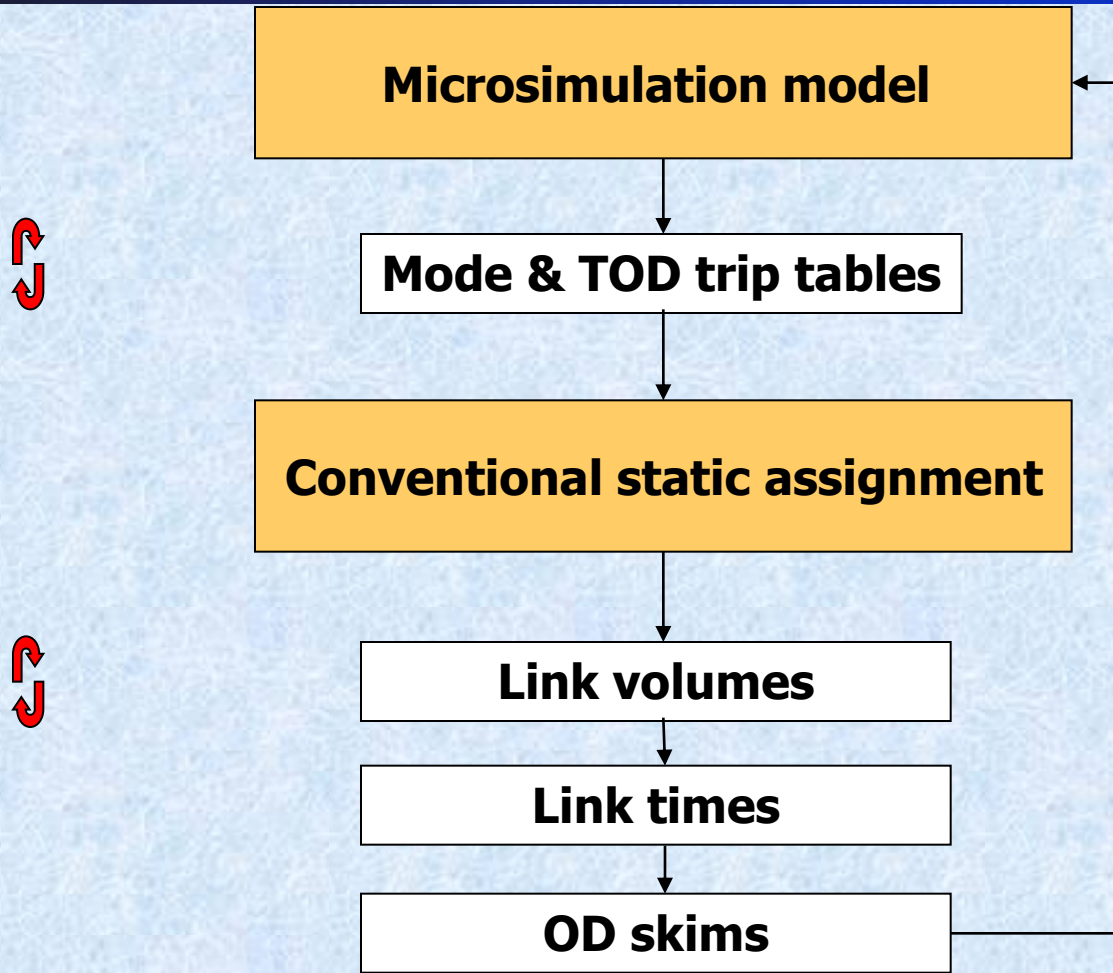 Microsimulation model
Mode & TOD trip tables
Conventional static assignment
Link volumes
Link times
OD skims